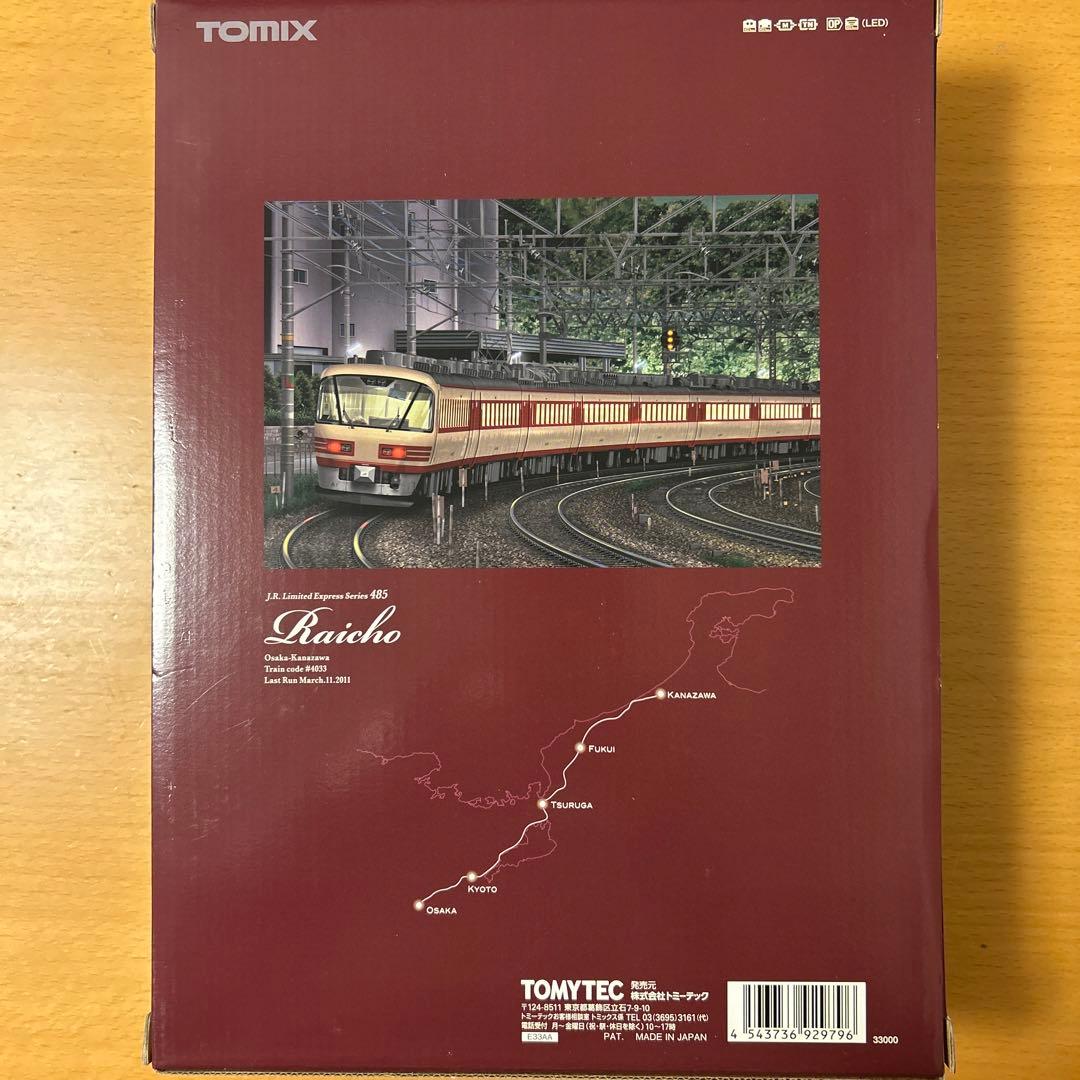 TOMIX
M TN OP (LED)
J.R. Limited Express Series 485
Raicho
Osaka-Kanazawa
Train code #4033
Last Run March.11.2011
KANAZAWA
FUKUI
TSURUGA
KYOTO
OSAKA
TOMYTEC 発売元 株式会社トミーテック
〒124-8511 東京都葛飾区立石7-9-10
トミーテックお客様相談室 トミックス係 TEL 03(3695)3161(代)
電話受付 月~金曜日(祝・祭・休日を除く)10~17時
E33AA PAT. MADE IN JAPAN
4 543736 929796
33000